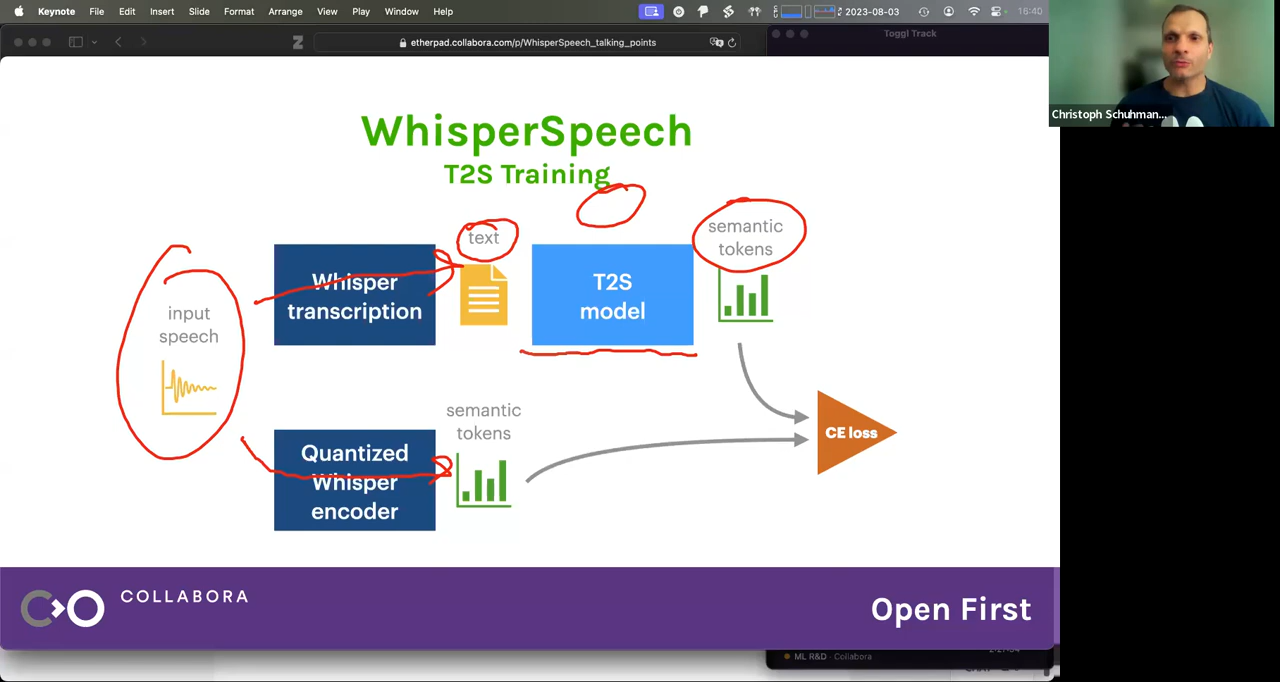 Keynote File Edit Insert Slide Format Arrange View Play Window Help 2023-08-03 16:40
etherpad.collabora.com/p/WhisperSpeech_talking_points
Toggl Track
Christoph Schuhman...
WhisperSpeech
T2S Training
input
speech
Whisper
transcription
text
T2S
model
semantic
tokens
Quantized
Whisper
encoder
semantic
tokens
CE loss
COLLABORA
Open First
ML R&D · Collabora